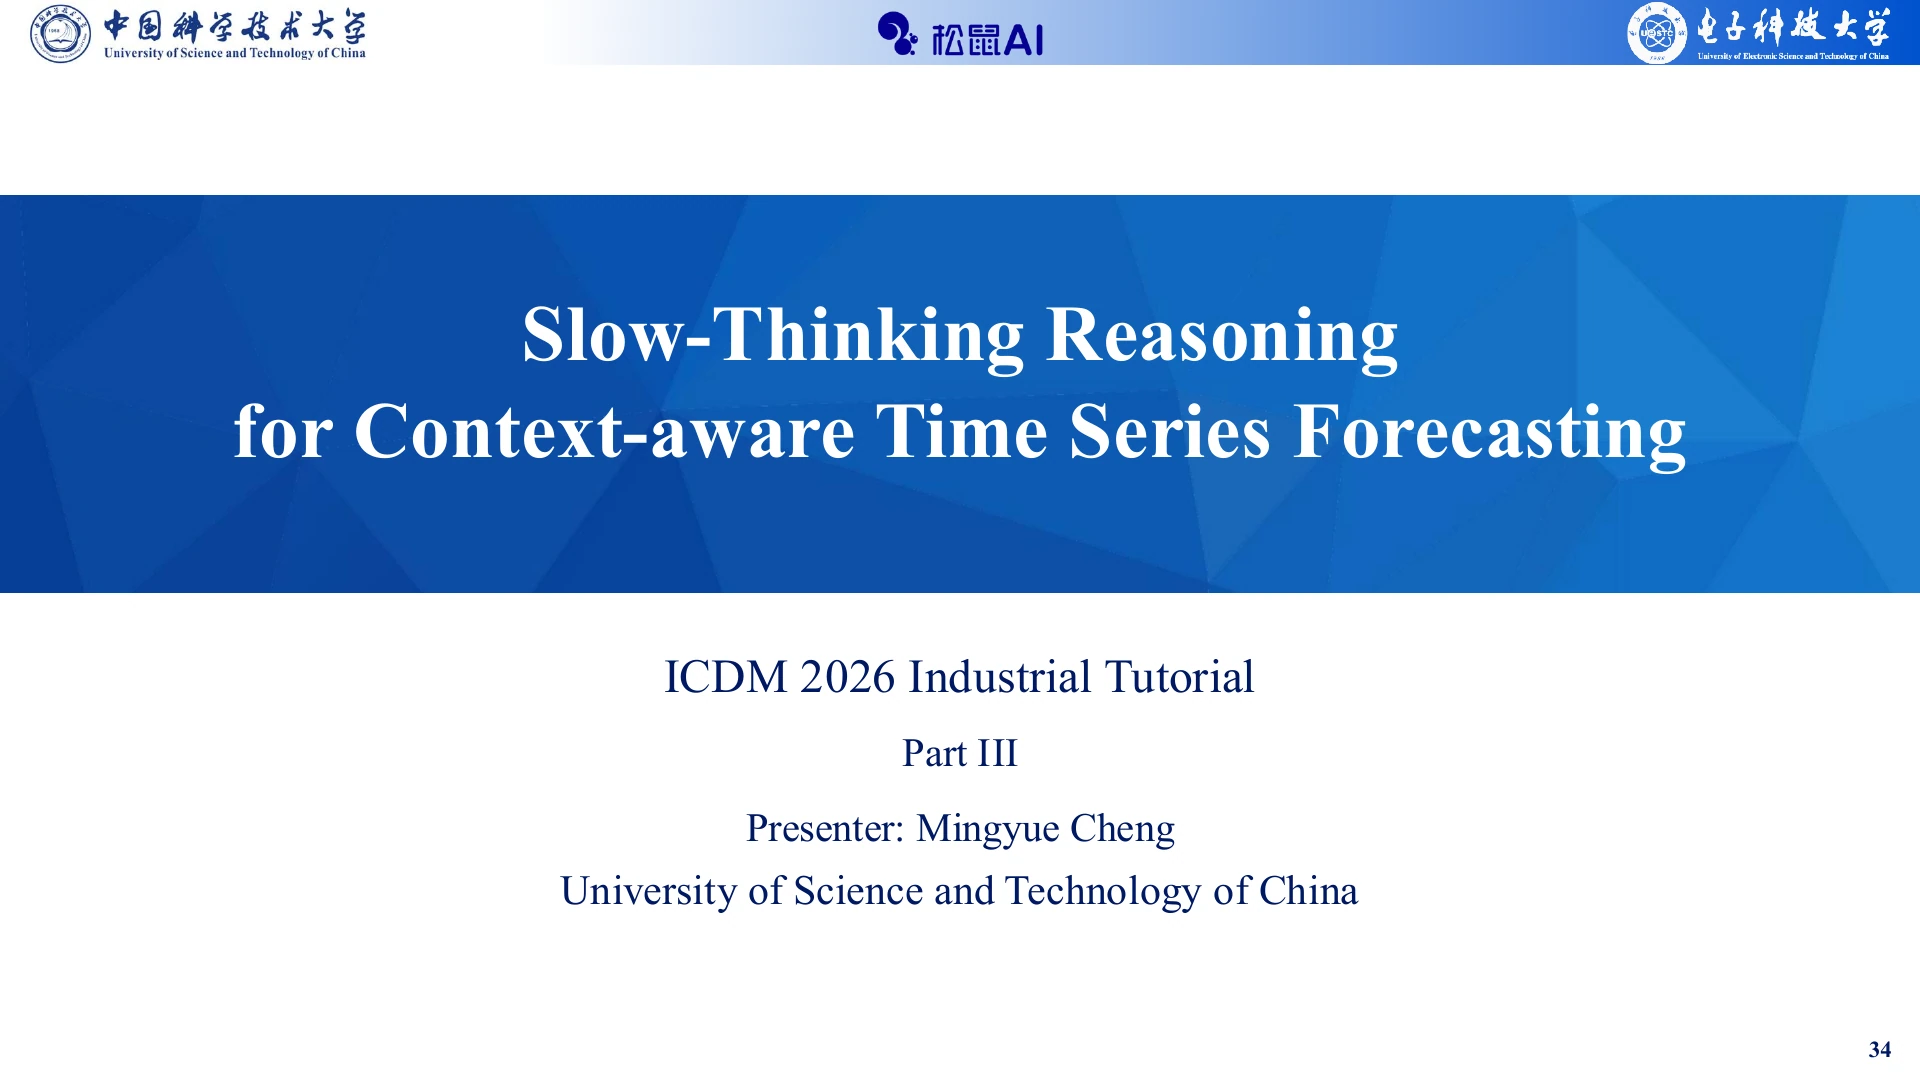 中国科学技术大学
University of Science and Technology of China
松鼠AI
电子科技大学
University of Electronic Science and Technology of China
Slow-Thinking Reasoning
for Context-aware Time Series Forecasting
ICDM 2026 Industrial Tutorial
Part III
Presenter: Mingyue Cheng
University of Science and Technology of China
34